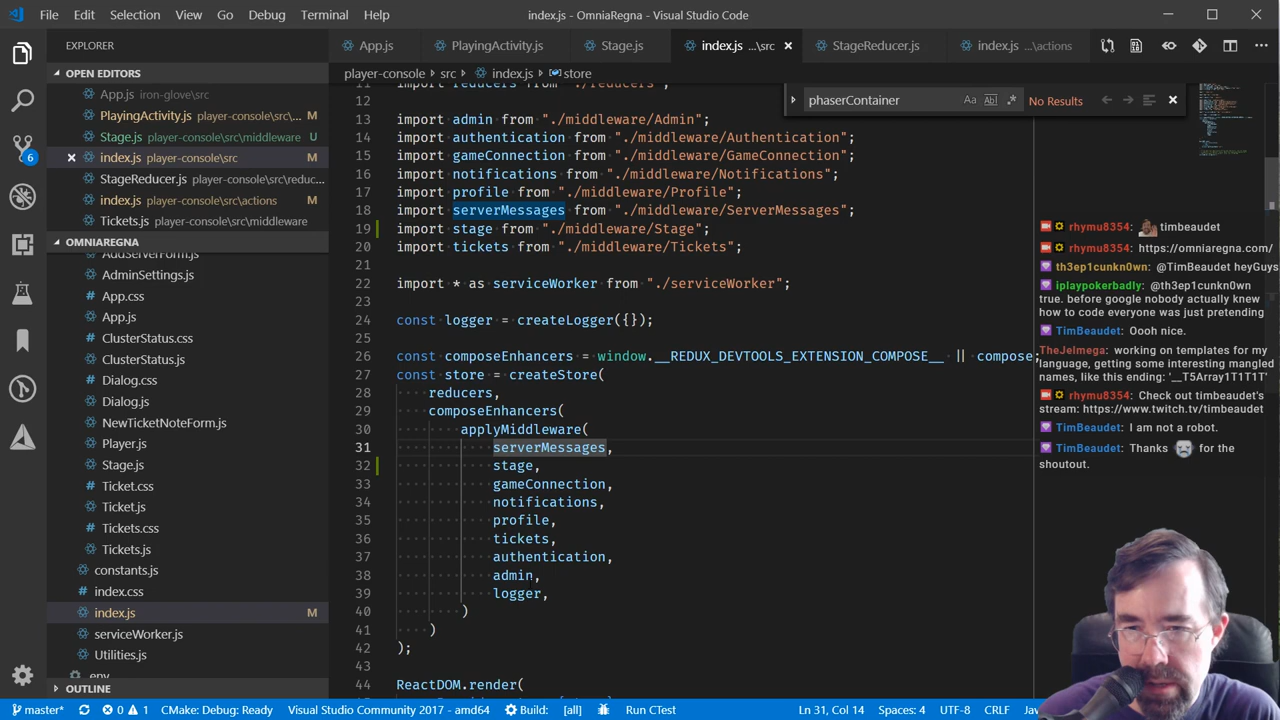 File Edit Selection View Go Debug Terminal Help index.js - OmniaRegna - Visual Studio Code
EXPLORER
OPEN EDITORS
App.js iron-glove\src
PlayingActivity.js player-console\src\...
Stage.js player-console\src\middleware U
index.js player-console\src M
StageReducer.js player-console\src\reduc...
index.js player-console\src\actions M
Tickets.js player-console\src\middleware
OMNIAREGNA
AddServerForm.js
AdminSettings.js
App.css
App.js
ClusterStatus.css
ClusterStatus.js
Dialog.css
Dialog.js
NewTicketNoteForm.js
Player.js
Stage.js
Ticket.css
Ticket.js
Tickets.css
Tickets.js
constants.js
index.css
index.js M
serviceWorker.js
Utilities.js
.env
OUTLINE
6
App.js PlayingActivity.js Stage.js index.js ...\src StageReducer.js index.js ...\actions
player-console > src > index.js > store
phaserContainer Aa Abl .* No Results
11 import reducers from "./reducers";
12
13 import admin from "./middleware/Admin";
14 import authentication from "./middleware/Authentication";
15 import gameConnection from "./middleware/GameConnection";
16 import notifications from "./middleware/Notifications";
17 import profile from "./middleware/Profile";
18 import serverMessages from "./middleware/ServerMessages";
19 import stage from "./middleware/Stage";
20 import tickets from "./middleware/Tickets";
21
22 import * as serviceWorker from "./serviceWorker";
23
24 const logger = createLogger({});
25
26 const composeEnhancers = window.__REDUX_DEVTOOLS_EXTENSION_COMPOSE__ || compose;
27 const store = createStore(
28 reducers,
29 composeEnhancers(
30 applyMiddleware(
31 serverMessages,
32 stage,
33 gameConnection,
34 notifications,
35 profile,
36 tickets,
37 authentication,
38 admin,
39 logger,
40 )
41 )
42 );
43
44 ReactDOM.render(
rhymu8354: timbeaudet
rhymu8354: https://omniaregna.com/
th3ep1cunkn0wn: @TimBeaudet heyGuys
iplaypokerbadly: @th3ep1cunkn0wn
true. before google nobody actually knew
how to code everyone was just pretending
TimBeaudet: Oooh nice.
TheJelmega: working on templates for my
language, getting some interesting mangled
names, like this ending: '__T5Array1T1T1T'
rhymu8354: Check out timbeaudet's
stream: https://www.twitch.tv/timbeaudet
TimBeaudet: I am not a robot.
TimBeaudet: Thanks for the
shoutout.
master* 0 1 CMake: Debug: Ready Visual Studio Community 2017 - amd64 Build: [all] Run CTest Ln 31, Col 14 Spaces: 4 UTF-8 CRLF